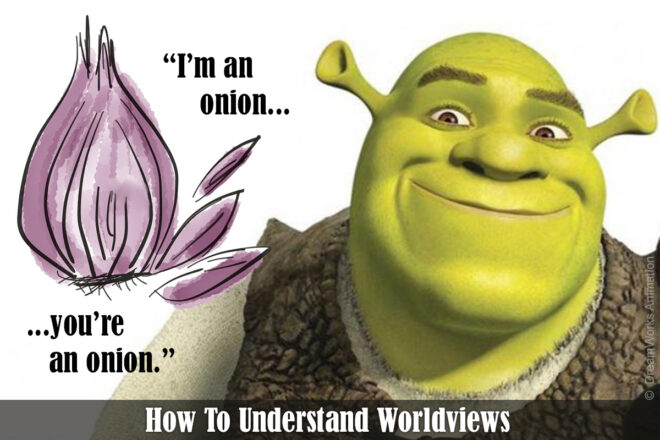 “I’m an
onion...
...you’re
an onion.”
How To Understand Worldviews
© DreamWorks Animation